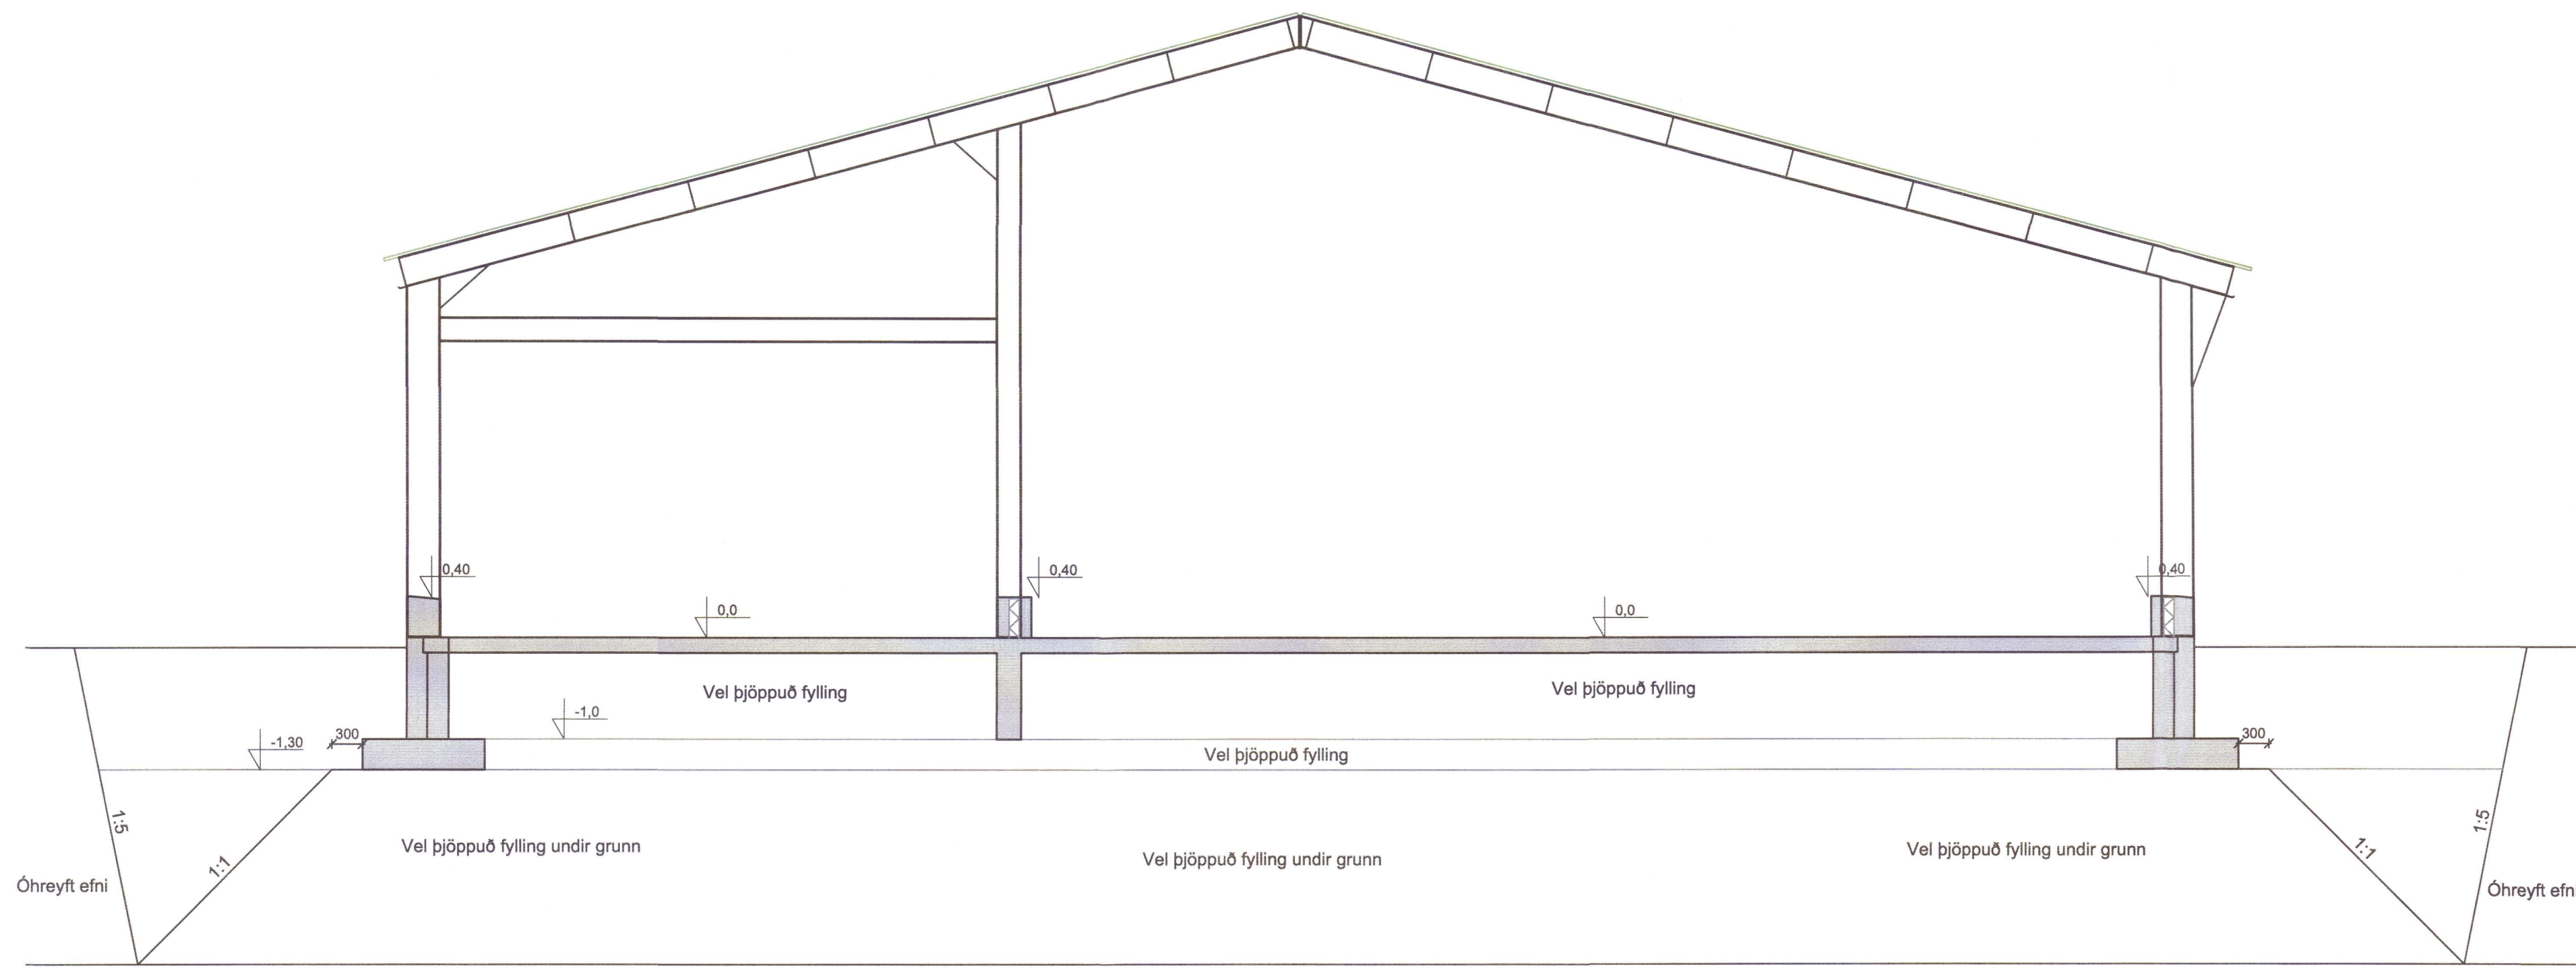 0,40
0,40
0,40
0,0
0,0
Vel þjöppuð fylling
Vel þjöppuð fylling
-1,0
-1,30
300
300
Vel þjöppuð fylling
1:5
1:1
Vel þjöppuð fylling undir grunn
Vel þjöppuð fylling undir grunn
Vel þjöppuð fylling undir grunn
1:1
1:5
Óhreyft efni
Óhreyft efn